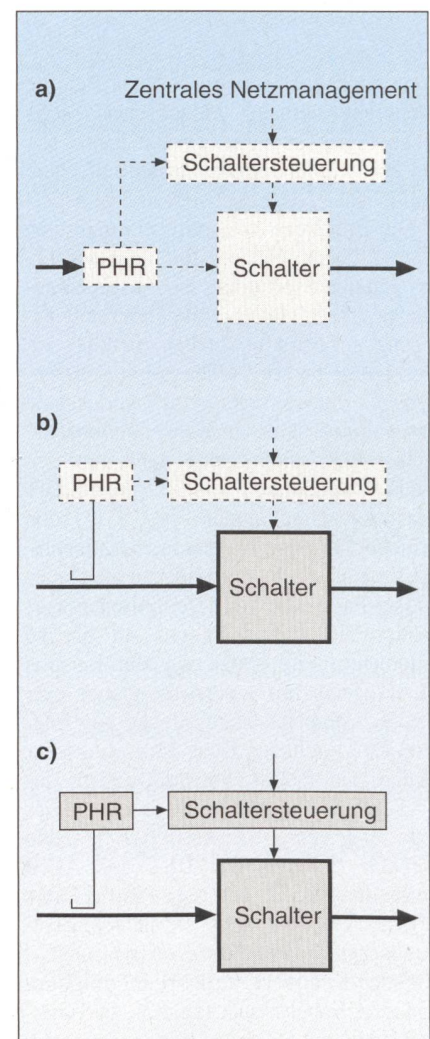 a) Zentrales Netzmanagement
Schaltersteuerung
PHR
Schalter
b)
PHR
Schaltersteuerung
Schalter
c)
PHR
Schaltersteuerung
Schalter